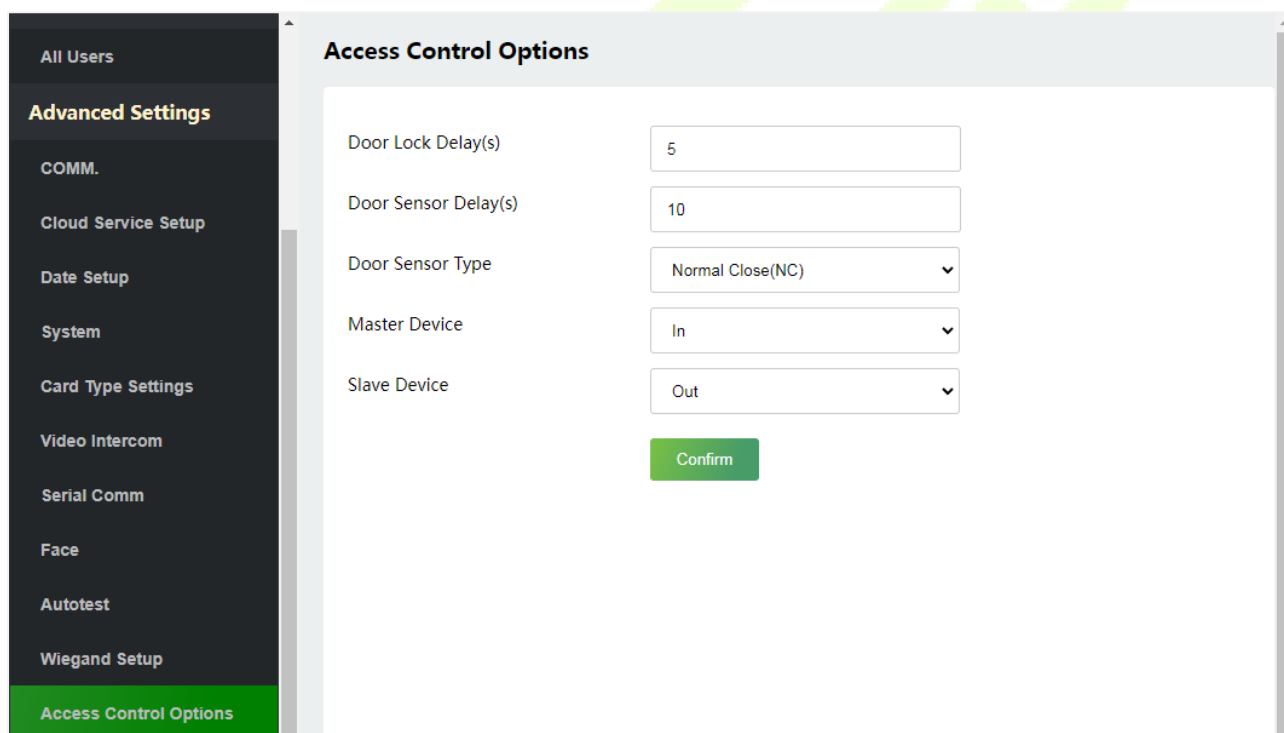 All Users
Advanced Settings
COMM.
Cloud Service Setup
Date Setup
System
Card Type Settings
Video Intercom
Serial Comm
Face
Autotest
Wiegand Setup
Access Control Options
Access Control Options
Door Lock Delay(s) 5
Door Sensor Delay(s) 10
Door Sensor Type Normal Close(NC)
Master Device In
Slave Device Out
Confirm